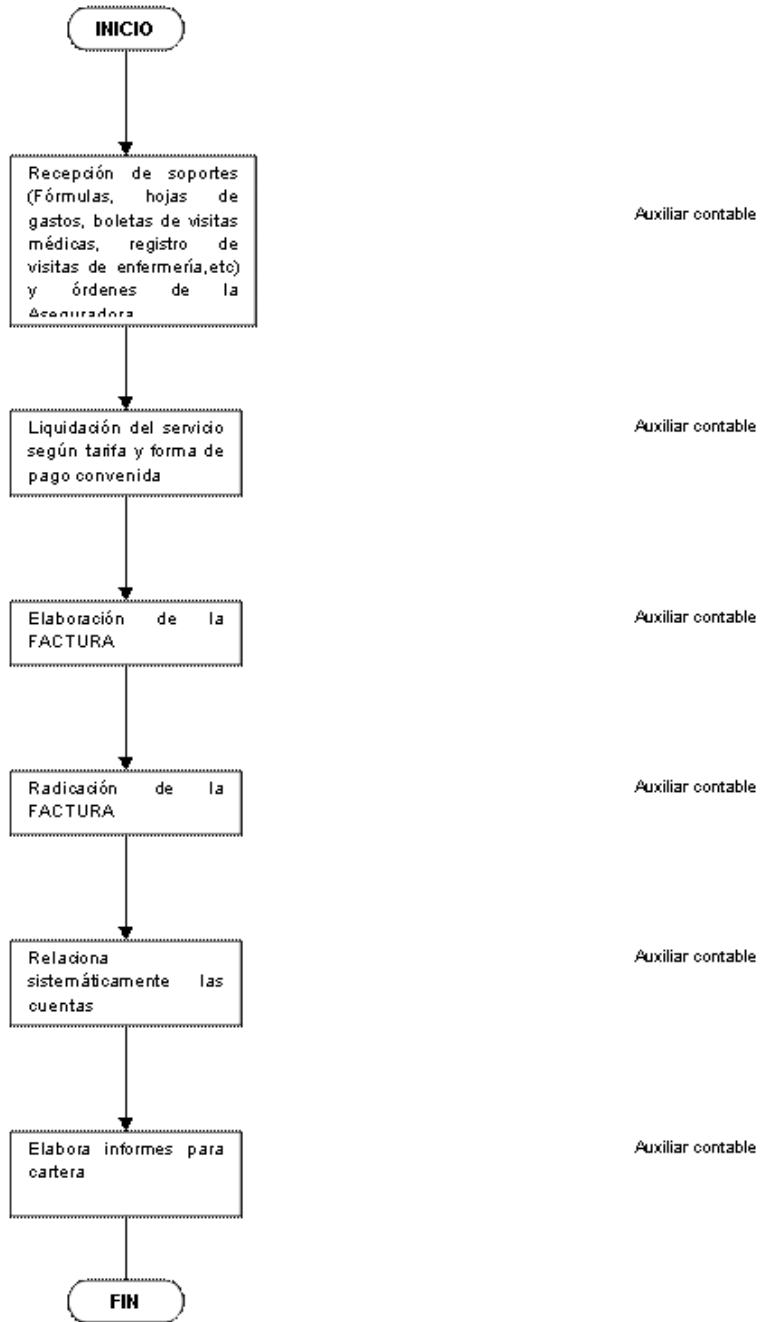 INICIO
Recepción de soportes
(Fórmulas, hojas de
gastos, boletas de visitas
médicas, registro de
visitas de enfermería,etc)
y órdenes de la
Aseguradora
Auxiliar contable
Liquidación del servicio
según tarifa y forma de
pago convenida
Auxiliar contable
Elaboración de la
FACTURA
Auxiliar contable
Radicación de la
FACTURA
Auxiliar contable
Relaciona
sistemáticamente las
cuentas
Auxiliar contable
Elabora informes para
cartera
Auxiliar contable
FIN